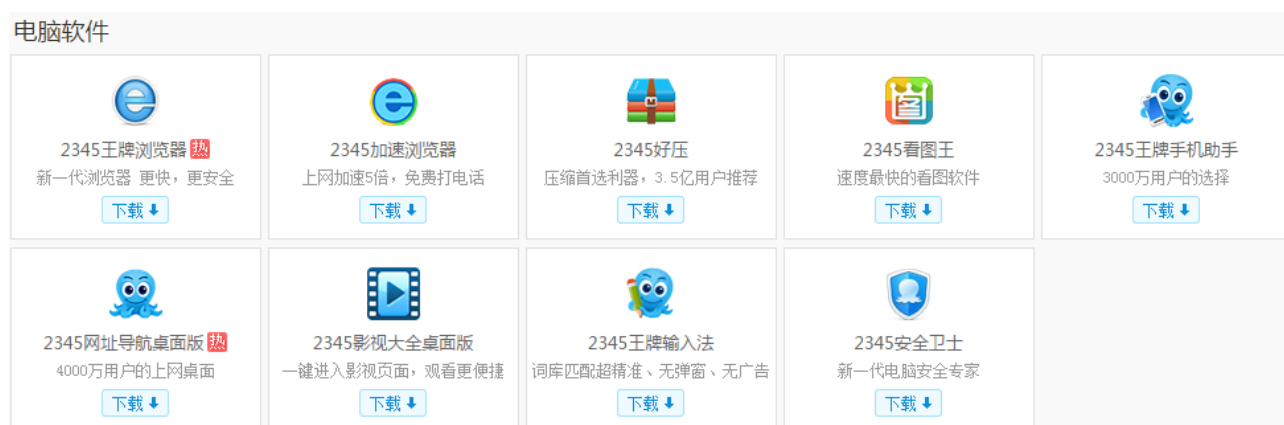 电脑软件
2345王牌浏览器 热
新一代浏览器 更快，更安全
下载
2345加速浏览器
上网加速5倍，免费打电话
下载
2345好压
压缩首选利器，3.5亿用户推荐
下载
2345看图王
速度最快的看图软件
下载
2345王牌手机助手
3000万用户的选择
下载
2345网址导航桌面版 热
4000万用户的上网桌面
下载
2345影视大全桌面版
一键进入影视页面，观看更便捷
下载
2345王牌输入法
词库匹配超精准、无弹窗、无广告
下载
2345安全卫士
新一代电脑安全专家
下载